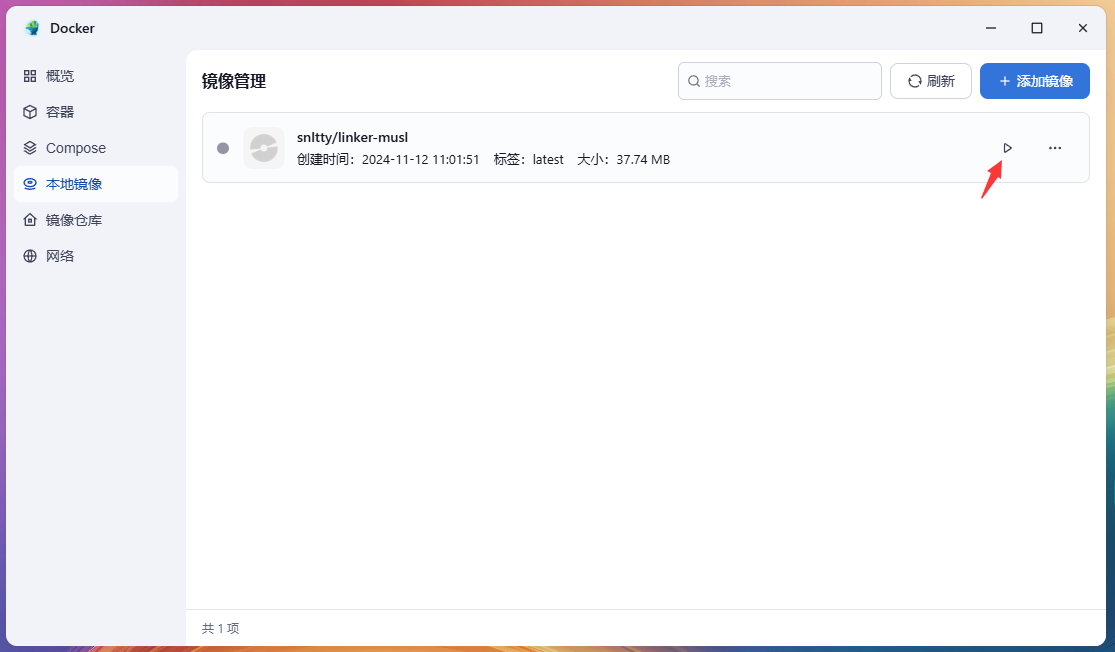 Docker
概览
容器
Compose
本地镜像
镜像仓库
网络
镜像管理
搜索
刷新
添加镜像
snltty/linker-musl
创建时间：2024-11-12 11:01:51 标签：latest 大小：37.74 MB
共 1 项